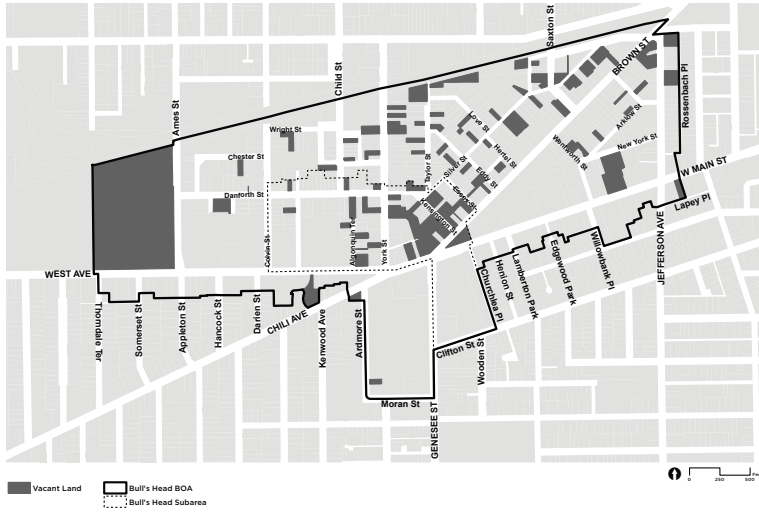 Saxton St
BROWN ST
Child St
Rossenbach Pl
Ames St
Love St
Arklow St
Wright St
Wentworth St
New York St
Hertel St
Chester St
Taylor St
Silver St
W MAIN ST
Eddy St
Danforth St
Essex St
Lapey Pl
Kensington St
JEFFERSON AVE
Colvin St
Algonquin Ter
York St
Willowbank Pl
Edgewood Park
WEST AVE
Henion St
Lamberton Park
Churchlea Pl
Thorndale Ter
Somerset St
Appleton St
Hancock St
Darien St
CHILI AVE
Kenwood Ave
Ardmore St
Clifton St
Wooden St
Moran St
GENESEE ST
0 250 500
Vacant Land
Bull's Head BOA
Bull's Head Subarea